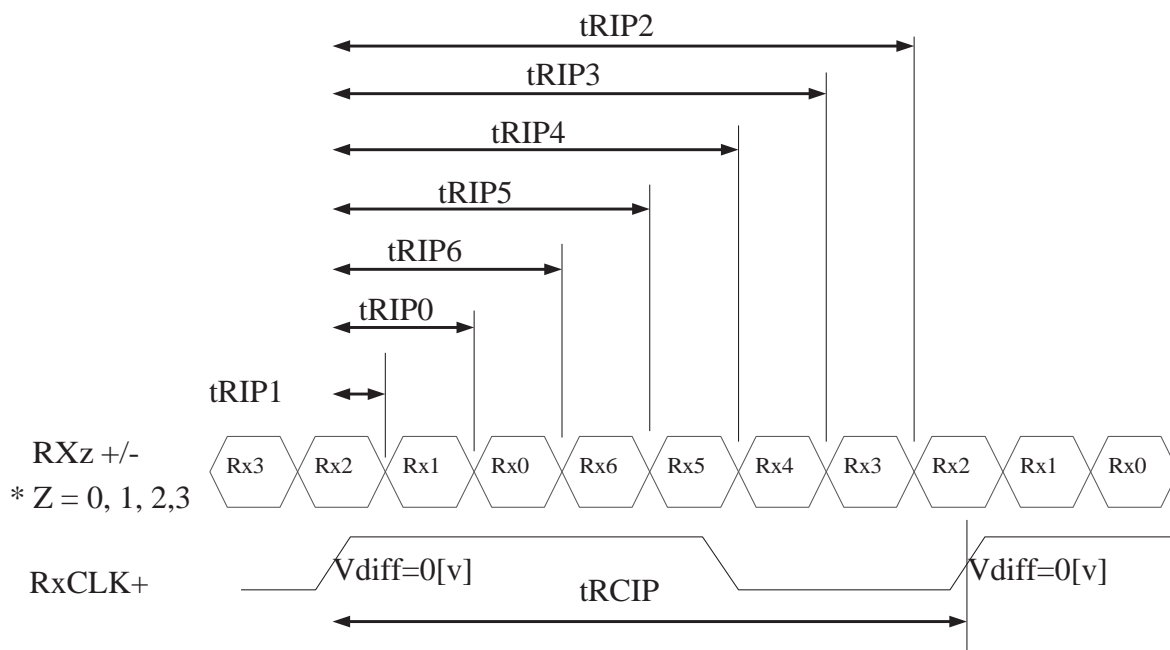 tRIP2
tRIP3
tRIP4
tRIP5
tRIP6
tRIP0
tRIP1
RXz +/-
* Z = 0, 1, 2,3
Rx3 Rx2 Rx1 Rx0 Rx6 Rx5 Rx4 Rx3 Rx2 Rx1 Rx0
RxCLK+
Vdiff=0[v] Vdiff=0[v]
tRCIP